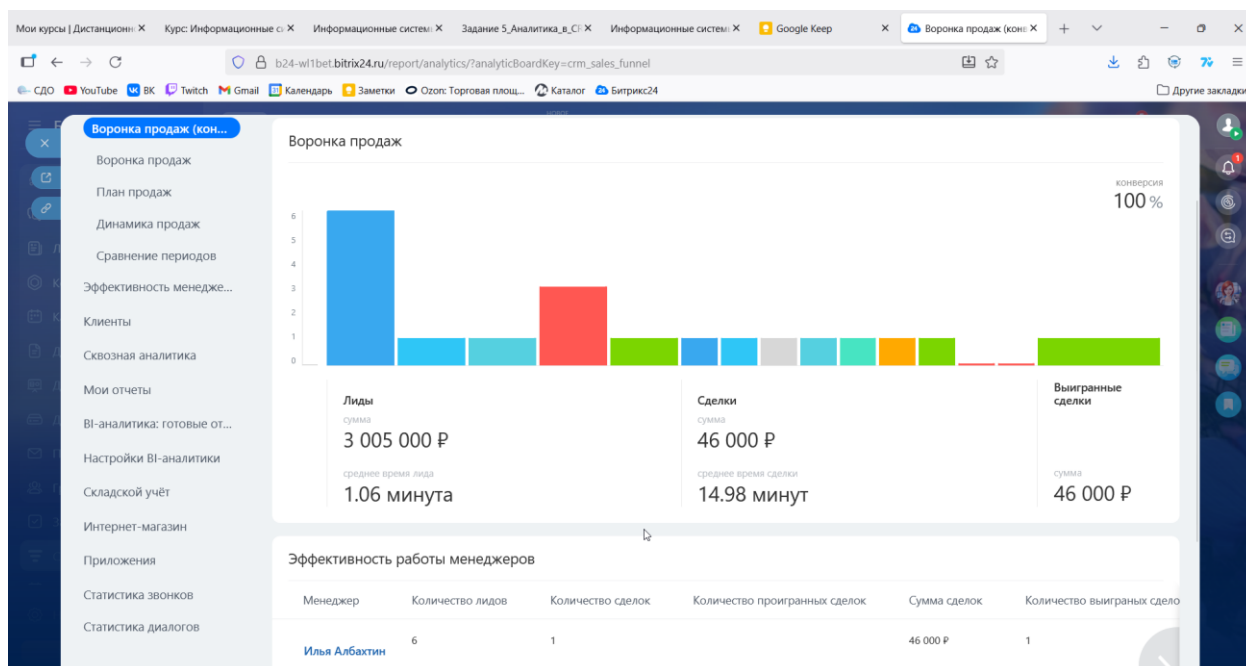 Мои курсы | Дистанционн
Курс: Информационные с
Информационные систем
Задание 5_Аналитика_в_CR
Информационные систем
Google Keep
Воронка продаж (конв
b24-wl1bet.bitrix24.ru/report/analytics/?analyticBoardKey=crm_sales_funnel
СДО
YouTube
ВК
Twitch
Gmail
Календарь
Заметки
Ozon: Торговая площ...
Каталог
Битрикс24
Другие закладки
Воронка продаж (кон...
Воронка продаж
План продаж
Динамика продаж
Сравнение периодов
Эффективность менедже...
Клиенты
Сквозная аналитика
Мои отчеты
BI-аналитика: готовые от...
Настройки BI-аналитики
Складской учёт
Интернет-магазин
Приложения
Статистика звонков
Статистика диалогов
Воронка продаж
конверсия
100 %
6
5
4
3
2
1
0
Лиды
сумма
3 005 000 ₽
среднее время лида
1.06 минута
Сделки
сумма
46 000 ₽
среднее время сделки
14.98 минут
Выигранные
сделки
сумма
46 000 ₽
Эффективность работы менеджеров
Менеджер Количество лидов Количество сделок Количество проигранных сделок Сумма сделок Количество выиграных сдело
Илья Албахтин 6 1 46 000 ₽ 1